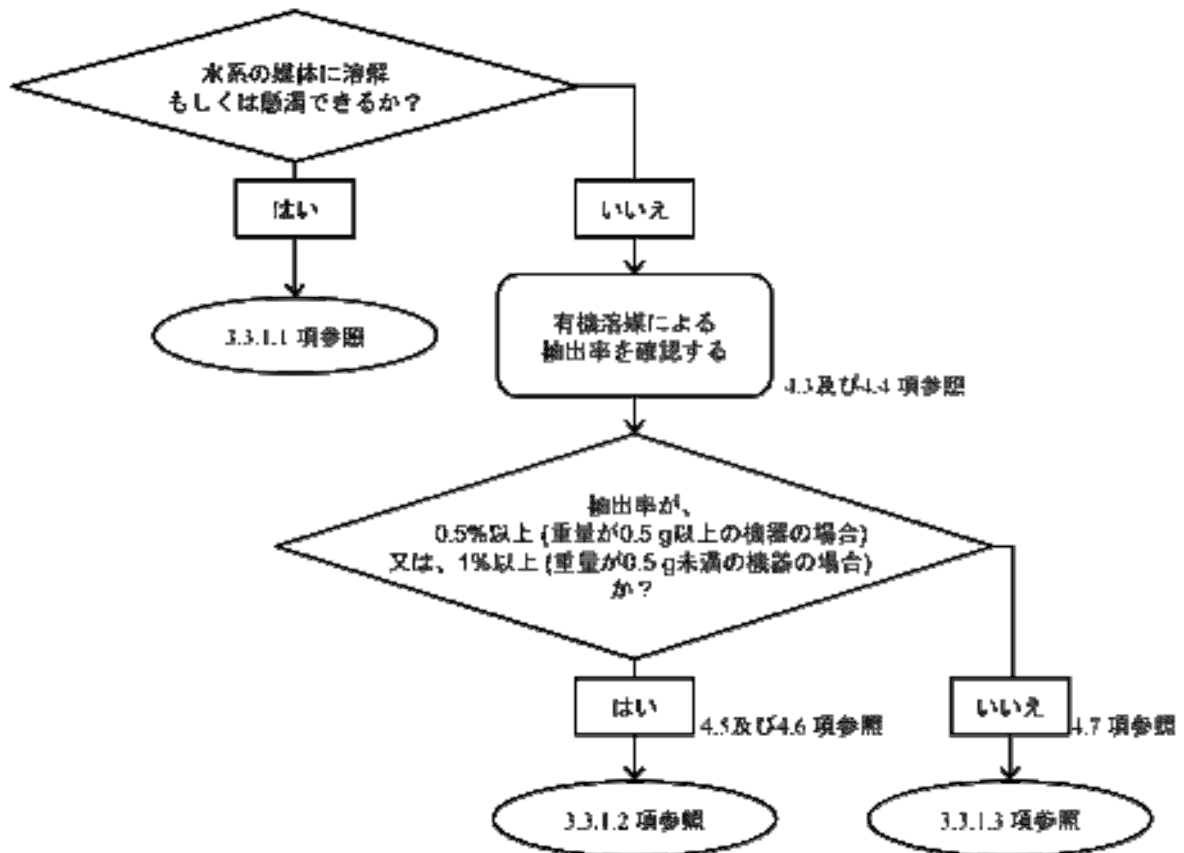 水系の媒体に溶解
もしくは懸濁できるか？
はい
いいえ
3.3.1.1 項参照
有機溶媒による
抽出率を確認する
4.3及び4.4 項参照
抽出率が、
0.5%以上 (重量が0.5 g以上の機器の場合)
又は、1%以上 (重量が0.5 g未満の機器の場合)
か？
はい
4.5及び4.6 項参照
いいえ
4.7 項参照
3.3.1.2 項参照
3.3.1.3 項参照